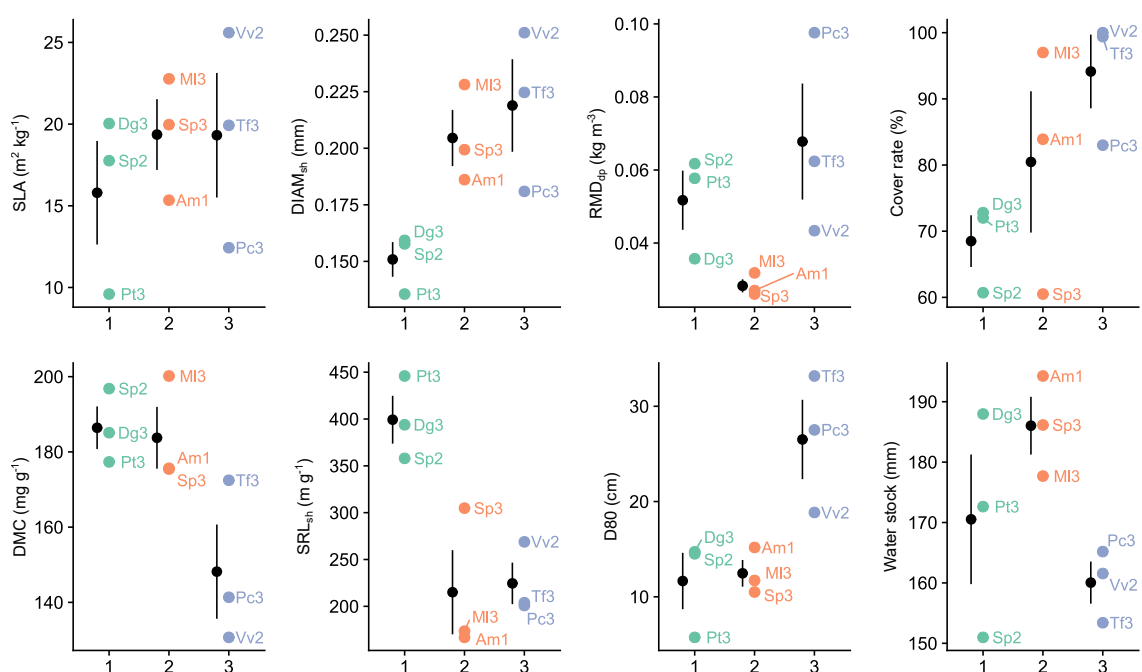 SLA (m² kg⁻¹)
25
20
15
10
Vv2
Ml3
Dg3
Sp3
Tf3
Sp2
Am1
Pc3
Pt3
1 2 3
DIAMsh (mm)
0.250
0.225
0.200
0.175
0.150
Vv2
Ml3
Tf3
Sp3
Am1
Pc3
Dg3
Sp2
Pt3
1 2 3
RMDdp (kg m⁻³)
0.10
0.08
0.06
0.04
Pc3
Sp2
Tf3
Pt3
Vv2
Dg3
Ml3
Am1
Sp3
1 2 3
Cover rate (%)
100
90
80
70
60
Vv2
Ml3
Tf3
Am1
Pc3
Dg3
Pt3
Sp2
Sp3
1 2 3
DMC (mg g⁻¹)
200
180
160
140
Ml3
Sp2
Dg3
Pt3
Am1
Sp3
Tf3
Pc3
Vv2
1 2 3
SRLsh (m g⁻¹)
450
400
350
300
250
200
Pt3
Dg3
Sp2
Sp3
Vv2
Tf3
Ml3
Pc3
Am1
1 2 3
D80 (cm)
30
20
10
Tf3
Pc3
Vv2
Dg3
Am1
Sp2
Ml3
Sp3
Pt3
1 2 3
Water stock (mm)
190
180
170
160
150
Am1
Dg3
Sp3
Ml3
Pt3
Pc3
Vv2
Tf3
Sp2
1 2 3